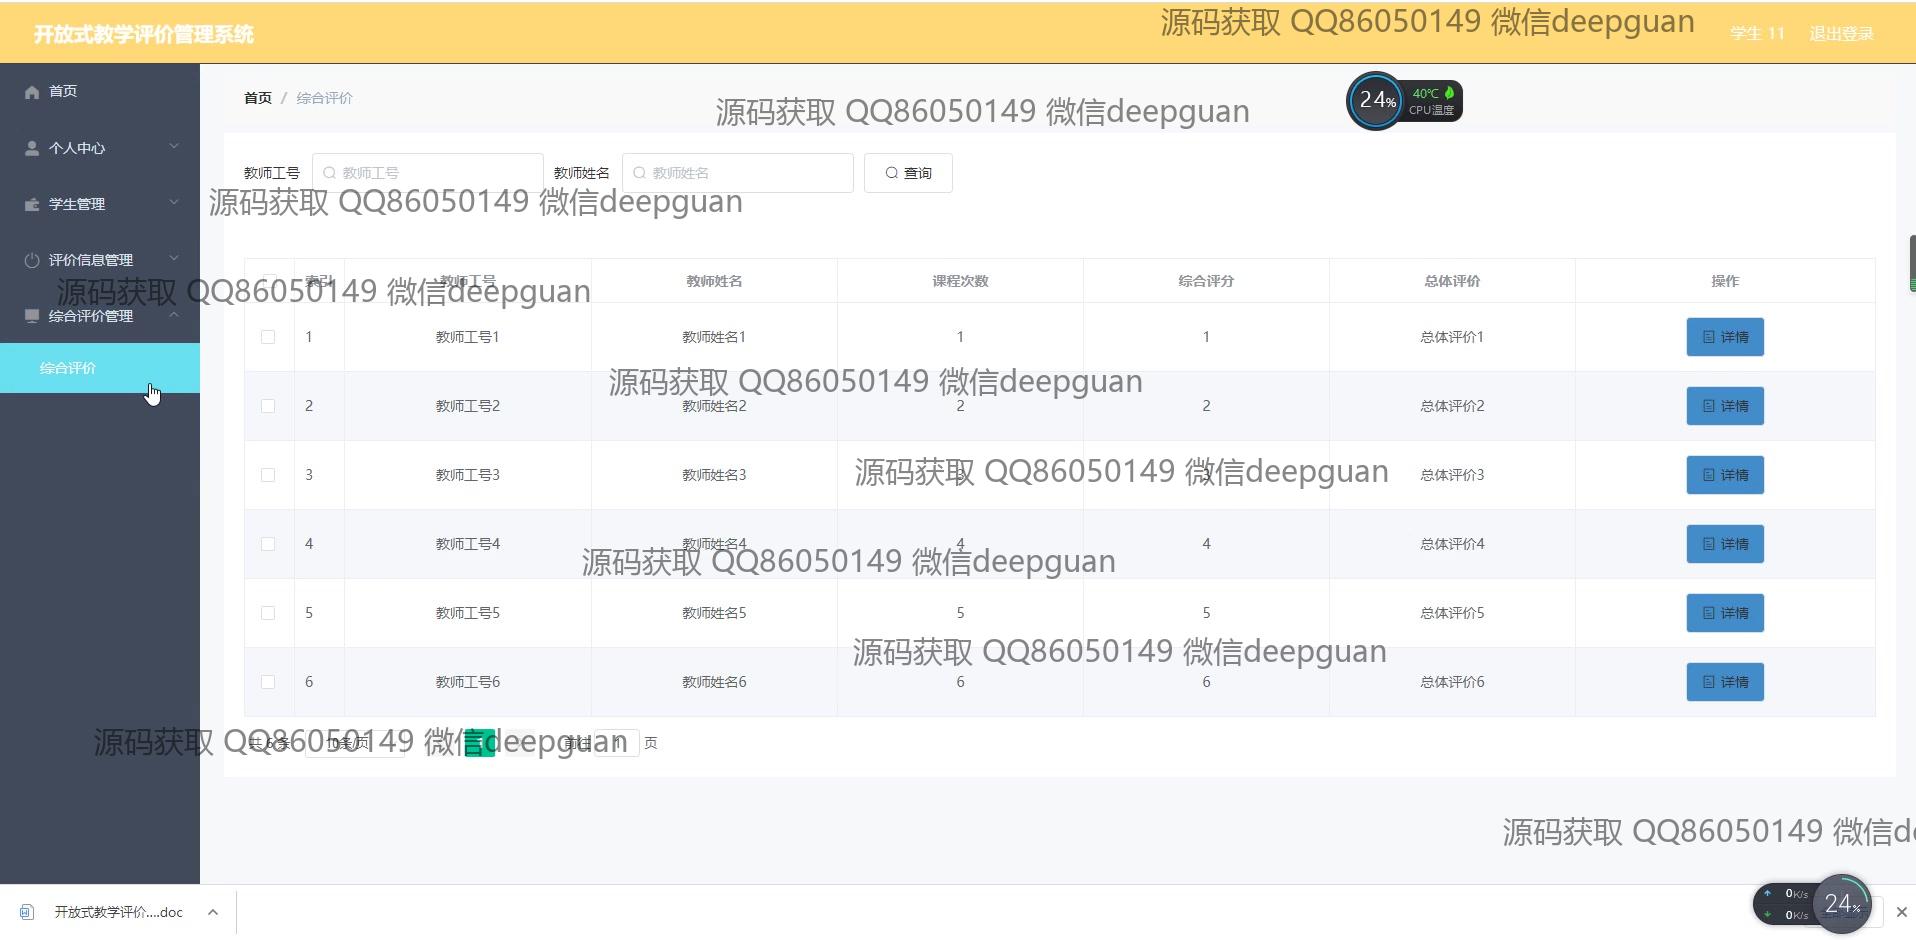 源码获取 QQ86050149 微信deepguan
开放式教学评价管理系统
学生 11 退出登录
首页
首页 / 综合评价
24% 40℃ CPU温度
源码获取 QQ86050149 微信deepguan
个人中心
教师工号 教师工号 教师姓名 教师姓名 查询
学生管理
源码获取 QQ86050149 微信deepguan
评价信息管理
索引 教师工号 教师姓名 课程次数 综合评分 总体评价 操作
源码获取 QQ86050149 微信deepguan
综合评价管理
1 教师工号1 教师姓名1 1 1 总体评价1 详情
综合评价
源码获取 QQ86050149 微信deepguan
2 教师工号2 教师姓名2 2 2 总体评价2 详情
源码获取 QQ86050149 微信deepguan
3 教师工号3 教师姓名3 3 3 总体评价3 详情
4 教师工号4 教师姓名4 4 4 总体评价4 详情
源码获取 QQ86050149 微信deepguan
5 教师工号5 教师姓名5 5 5 总体评价5 详情
源码获取 QQ86050149 微信deepguan
6 教师工号6 教师姓名6 6 6 总体评价6 详情
源码获取 QQ86050149 微信deepguan
共 6 条 10条/页 1 前往 1 页
源码获取 QQ86050149 微信de
开放式教学评价....doc
0K/s
0K/s
24%